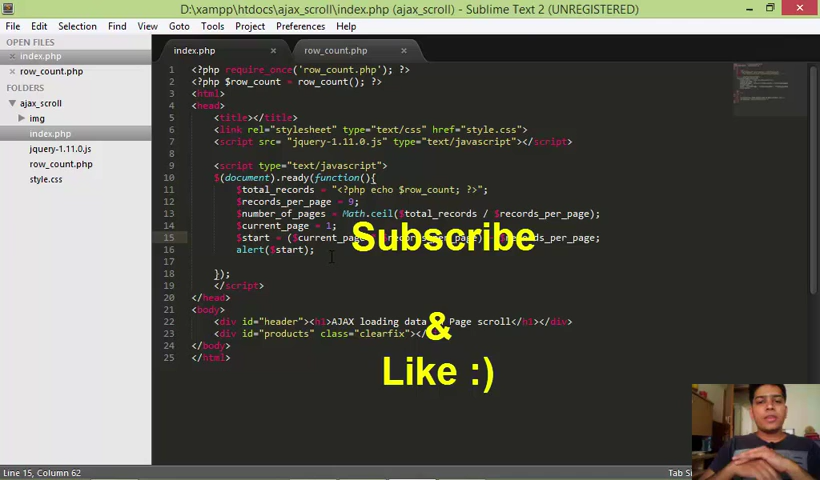 D:\xampp\htdocs\ajax_scroll\index.php (ajax_scroll) - Sublime Text 2 (UNREGISTERED)
File Edit Selection Find View Goto Tools Project Preferences Help
OPEN FILES
index.php
row_count.php
FOLDERS
ajax_scroll
img
index.php
jquery-1.11.0.js
row_count.php
style.css
index.php row_count.php
1 <?php require_once('row_count.php'); ?>
2 <?php $row_count = row_count(); ?>
3 <html>
4 <head>
5 <title></title>
6 <link rel="stylesheet" type="text/css" href="style.css">
7 <script src= "jquery-1.11.0.js" type="text/javascript"></script>
8
9 <script type="text/javascript">
10 $(document).ready(function(){
11 $total_records = "<?php echo $row_count; ?>";
12 $records_per_page = 9;
13 $number_of_pages = Math.ceil($total_records / $records_per_page);
14 $current_page = 1;
15 $start = ($current_page records_per_page) records_per_page;
16 alert($start);
17
18 });
19 </script>
20 </head>
21 <body>
22 <div id="header"><h1>AJAX loading data Page scroll</h1></div>
23 <div id="products" class="clearfix"></
24 </body>
25 </html>
Subscribe
&
Like :)
Line 15, Column 62
Tab